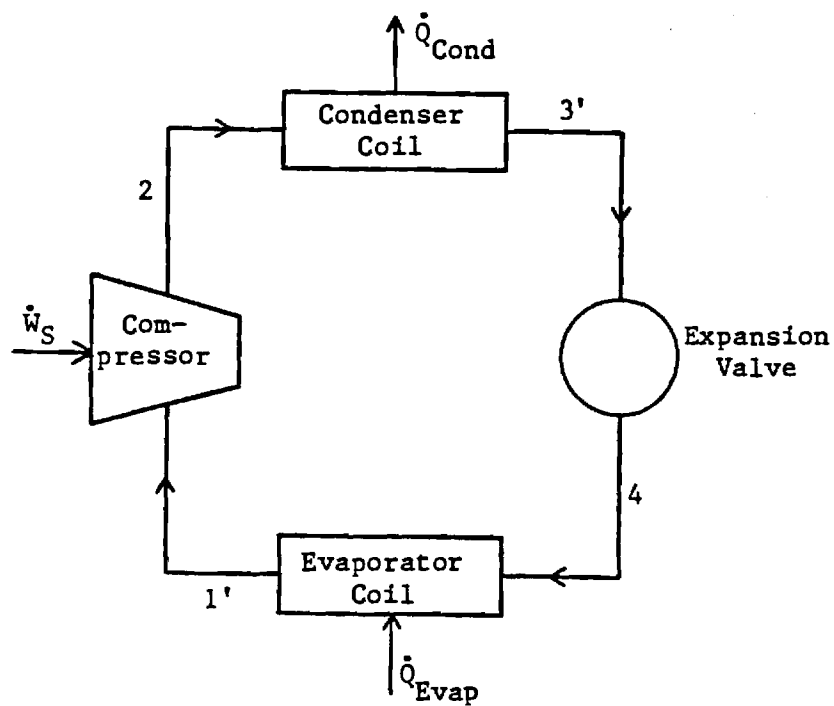 Q̇Cond
Condenser
Coil
3'
2
ẆS
Com-
pressor
Expansion
Valve
4
Evaporator
Coil
1'
Q̇Evap